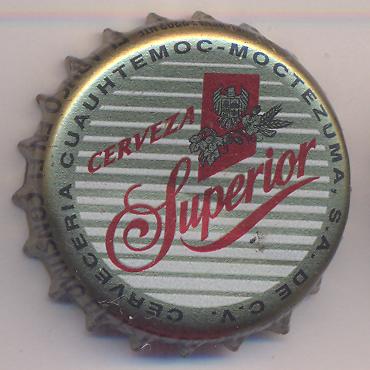 CERVEZA
Superior
CERVECERIA CUAUHTEMOC-MOCTEZUMA, S.A. DE C.V.